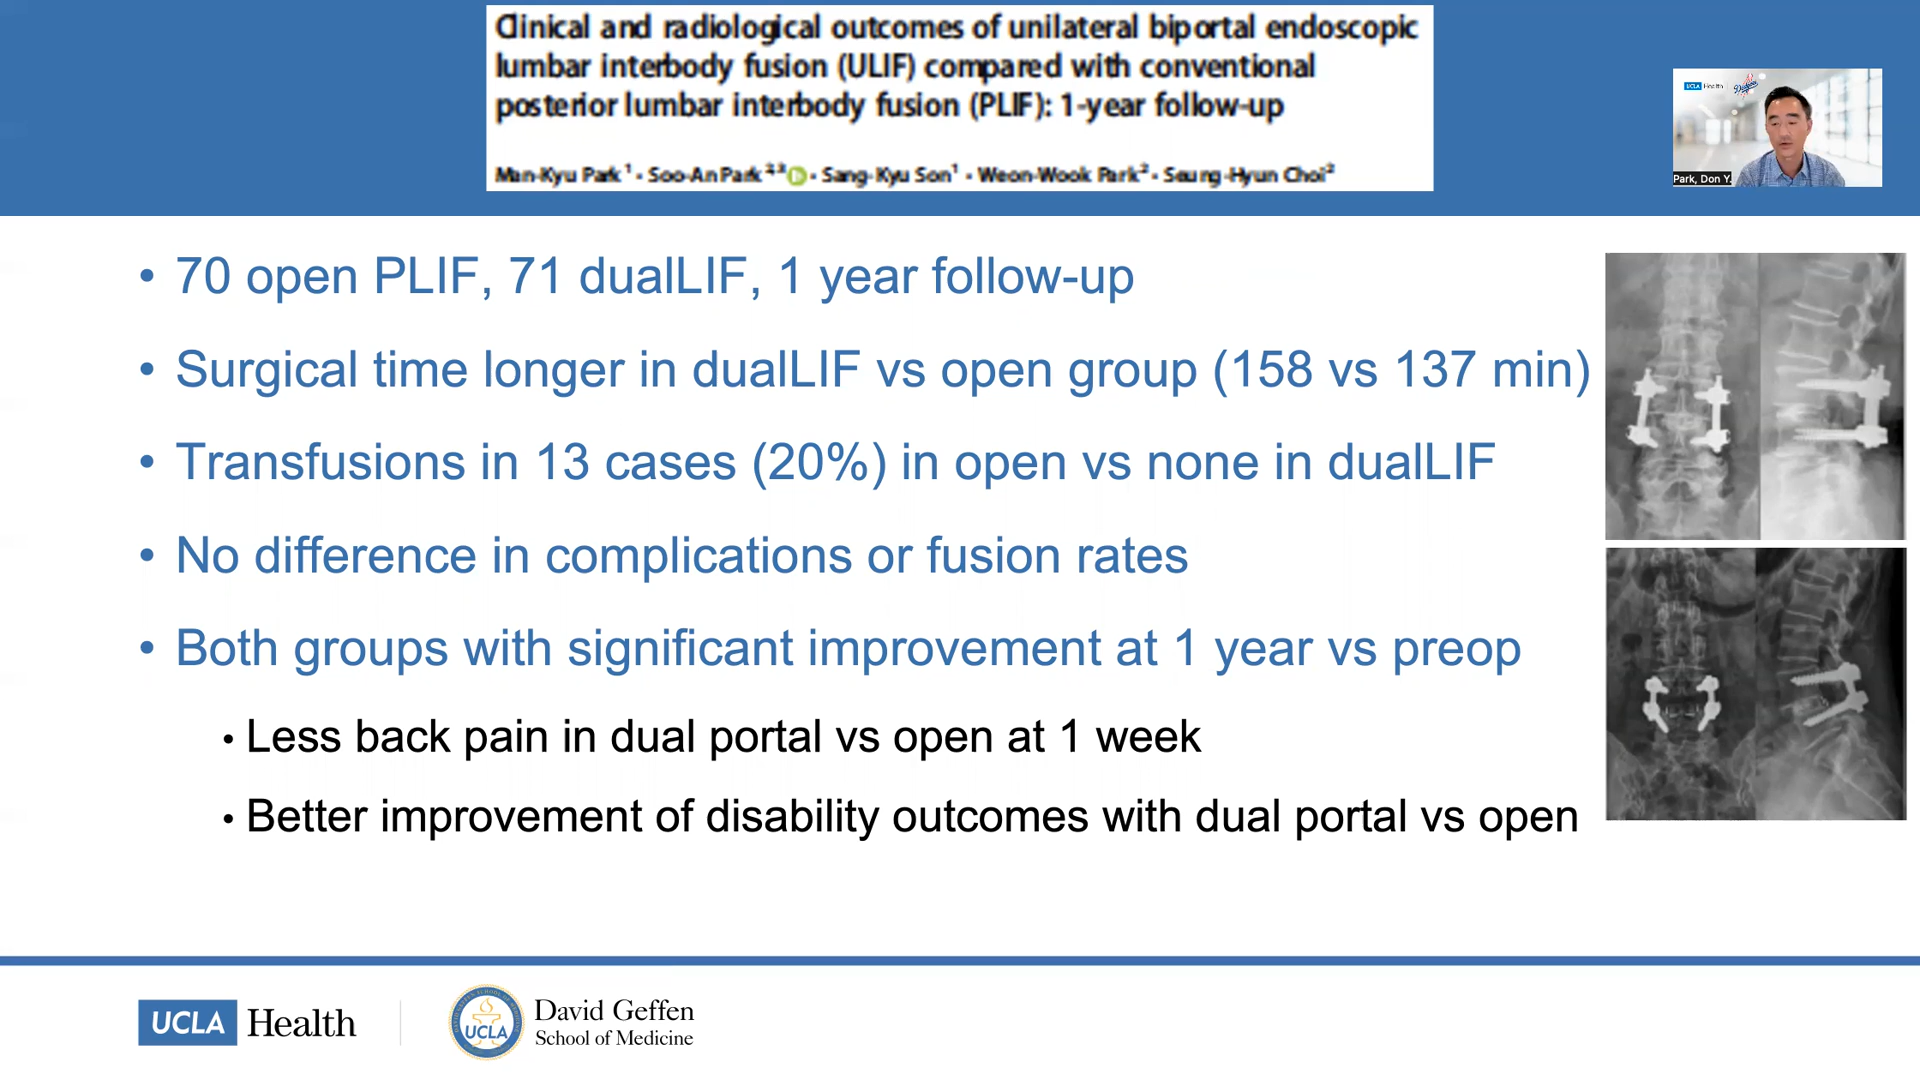 Clinical and radiological outcomes of unilateral biportal endoscopic
lumbar interbody fusion (ULIF) compared with conventional
posterior lumbar interbody fusion (PLIF): 1-year follow-up
Man-Kyu Park¹ · Soo-An Park²,³ · Sang-Kyu Son¹ · Weon-Wook Park² · Seung-Hyun Choi²
UCLA Health Dodgers
Park, Don Y.
• 70 open PLIF, 71 dualLIF, 1 year follow-up
• Surgical time longer in dualLIF vs open group (158 vs 137 min)
• Transfusions in 13 cases (20%) in open vs none in dualLIF
• No difference in complications or fusion rates
• Both groups with significant improvement at 1 year vs preop
• Less back pain in dual portal vs open at 1 week
• Better improvement of disability outcomes with dual portal vs open
UCLA Health
UCLA
David Geffen
School of Medicine